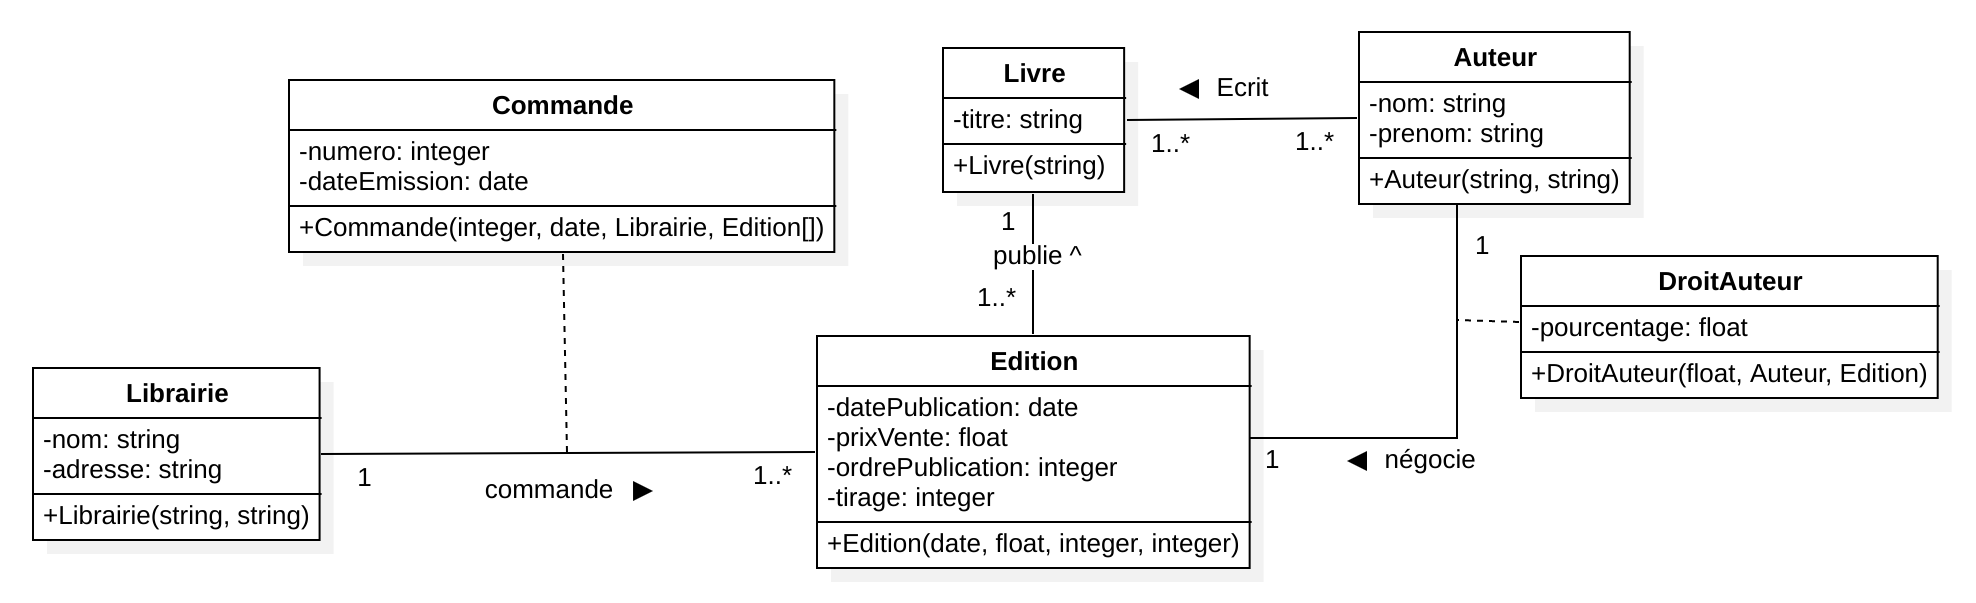 Commande
-numero: integer
-dateEmission: date
+Commande(integer, date, Librairie, Edition[])
Livre
-titre: string
+Livre(string)
◀ Ecrit
1..*
1..*
Auteur
-nom: string
-prenom: string
+Auteur(string, string)
1
publie ^
1..*
1
DroitAuteur
-pourcentage: float
+DroitAuteur(float, Auteur, Edition)
Librairie
-nom: string
-adresse: string
+Librairie(string, string)
1
commande ▶
1..*
Edition
-datePublication: date
-prixVente: float
-ordrePublication: integer
-tirage: integer
+Edition(date, float, integer, integer)
1
◀ négocie